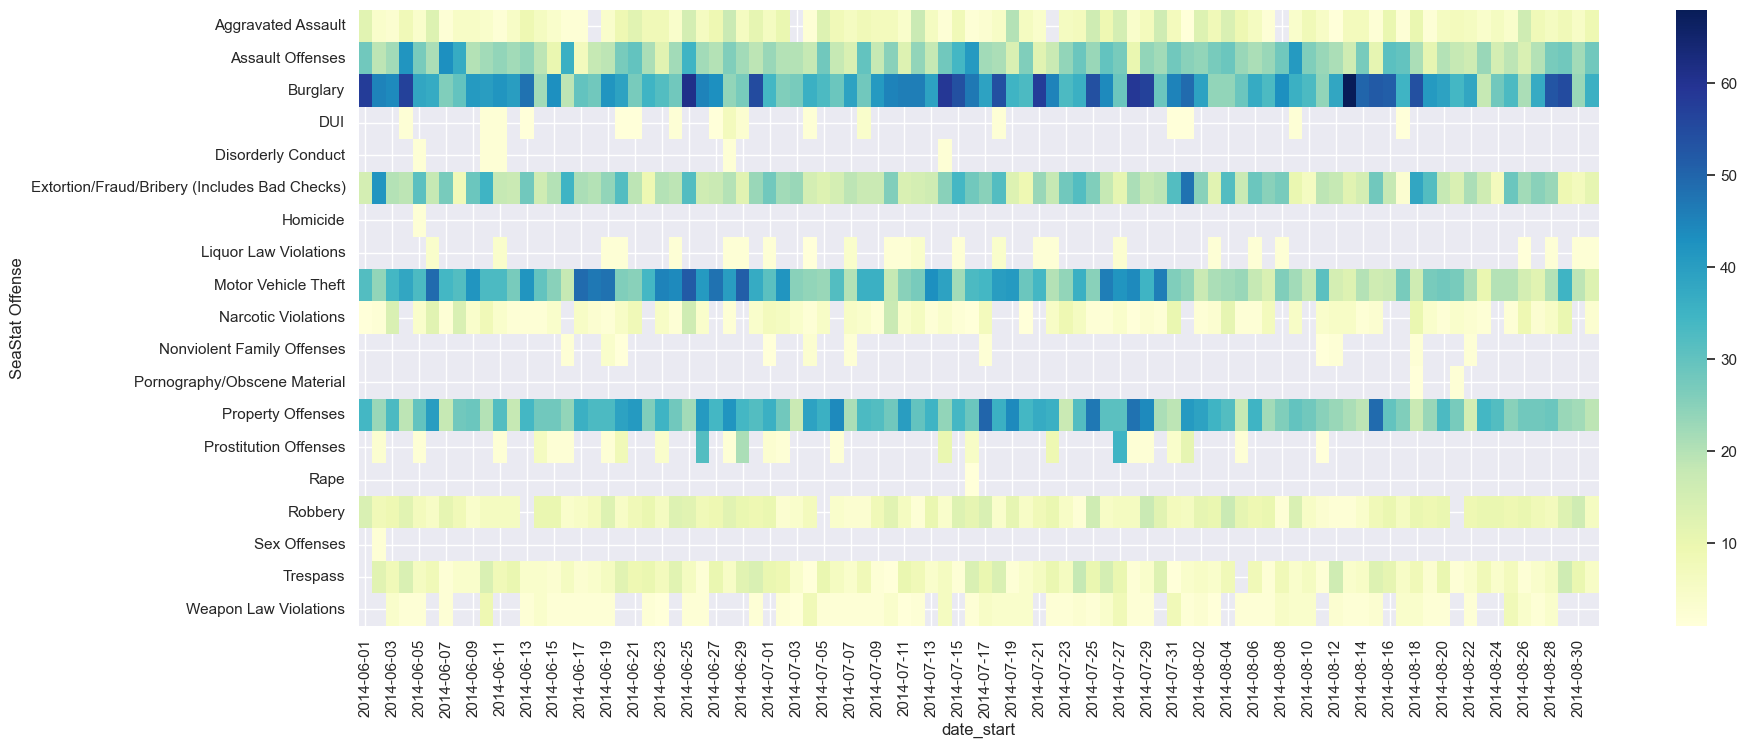 SeaStat Offense
Aggravated Assault
Assault Offenses
Burglary
DUI
Disorderly Conduct
Extortion/Fraud/Bribery (Includes Bad Checks)
Homicide
Liquor Law Violations
Motor Vehicle Theft
Narcotic Violations
Nonviolent Family Offenses
Pornography/Obscene Material
Property Offenses
Prostitution Offenses
Rape
Robbery
Sex Offenses
Trespass
Weapon Law Violations
2014-06-01
2014-06-03
2014-06-05
2014-06-07
2014-06-09
2014-06-11
2014-06-13
2014-06-15
2014-06-17
2014-06-19
2014-06-21
2014-06-23
2014-06-25
2014-06-27
2014-06-29
2014-07-01
2014-07-03
2014-07-05
2014-07-07
2014-07-09
2014-07-11
2014-07-13
2014-07-15
2014-07-17
2014-07-19
2014-07-21
2014-07-23
2014-07-25
2014-07-27
2014-07-29
2014-07-31
2014-08-02
2014-08-04
2014-08-06
2014-08-08
2014-08-10
2014-08-12
2014-08-14
2014-08-16
2014-08-18
2014-08-20
2014-08-22
2014-08-24
2014-08-26
2014-08-28
2014-08-30
date_start
60
50
40
30
20
10